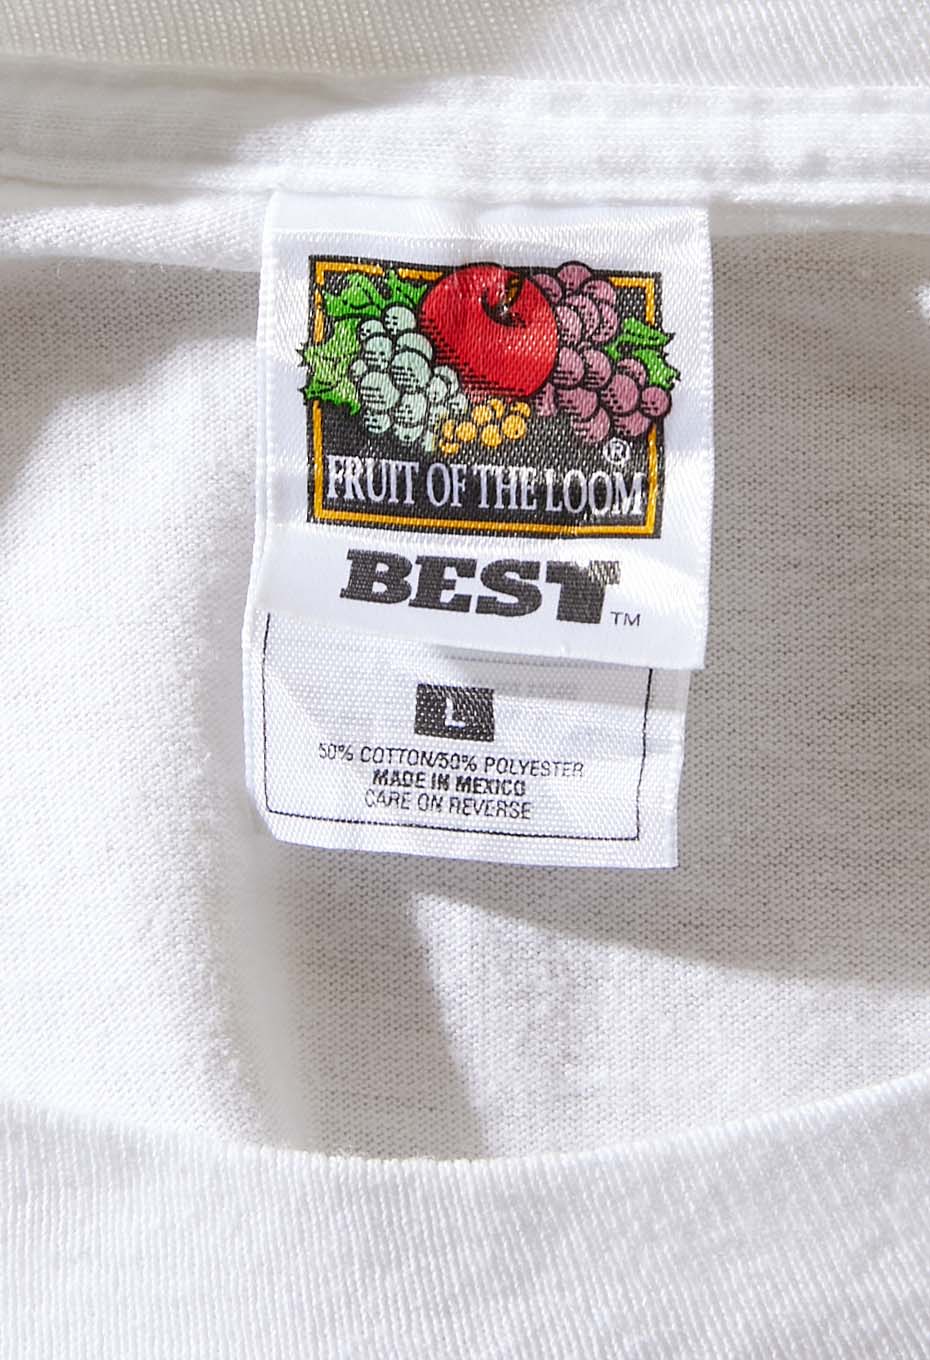 ®
FRUIT OF THE LOOM
BEST™
L
50% COTTON/50% POLYESTER
MADE IN MEXICO
CARE ON REVERSE